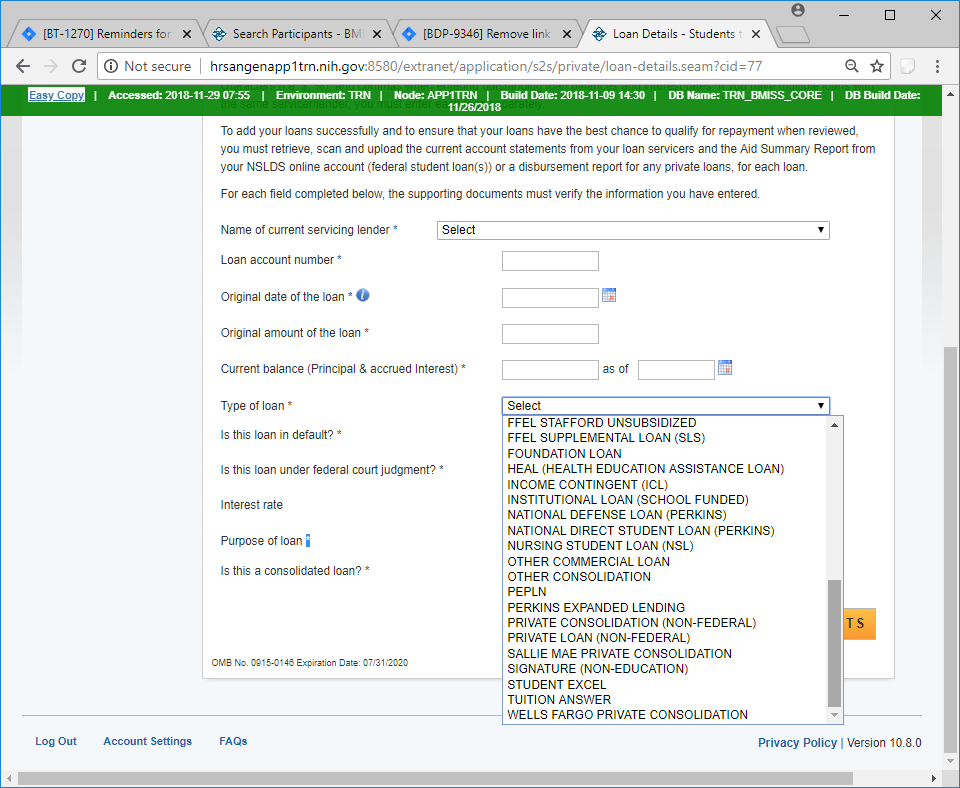 [BT-1270] Reminders for
Search Participants - BMI
[BDP-9346] Remove link
Loan Details - Students t
Not secure | hrsangenapp1trn.nih.gov:8580/extranet/application/s2s/private/loan-details.seam?cid=77
Easy Copy | Accessed: 2018-11-29 07:55 | Environment: TRN | Node: APP1TRN | Build Date: 2018-11-09 14:30 | DB Name: TRN_BMISS_CORE | DB Build Date:
11/26/2018
the same servicer/lender, you must enter each separately.
To add your loans successfully and to ensure that your loans have the best chance to qualify for repayment when reviewed,
you must retrieve, scan and upload the current account statements from your loan servicers and the Aid Summary Report from
your NSLDS online account (federal student loan(s)) or a disbursement report for any private loans, for each loan.
For each field completed below, the supporting documents must verify the information you have entered.
Name of current servicing lender * Select
Loan account number *
Original date of the loan *
Original amount of the loan *
Current balance (Principal & accrued Interest) * as of
Type of loan * Select
FFEL STAFFORD UNSUBSIDIZED
Is this loan in default? * FFEL SUPPLEMENTAL LOAN (SLS)
FOUNDATION LOAN
Is this loan under federal court judgment? * HEAL (HEALTH EDUCATION ASSISTANCE LOAN)
INCOME CONTINGENT (ICL)
Interest rate INSTITUTIONAL LOAN (SCHOOL FUNDED)
NATIONAL DEFENSE LOAN (PERKINS)
NATIONAL DIRECT STUDENT LOAN (PERKINS)
Purpose of loan * NURSING STUDENT LOAN (NSL)
OTHER COMMERCIAL LOAN
Is this a consolidated loan? * OTHER CONSOLIDATION
PEPLN
PERKINS EXPANDED LENDING
PRIVATE CONSOLIDATION (NON-FEDERAL) TS
PRIVATE LOAN (NON-FEDERAL)
SALLIE MAE PRIVATE CONSOLIDATION
OMB No. 0915-0146 Expiration Date: 07/31/2020 SIGNATURE (NON-EDUCATION)
STUDENT EXCEL
TUITION ANSWER
WELLS FARGO PRIVATE CONSOLIDATION
Log Out Account Settings FAQs Privacy Policy | Version 10.8.0